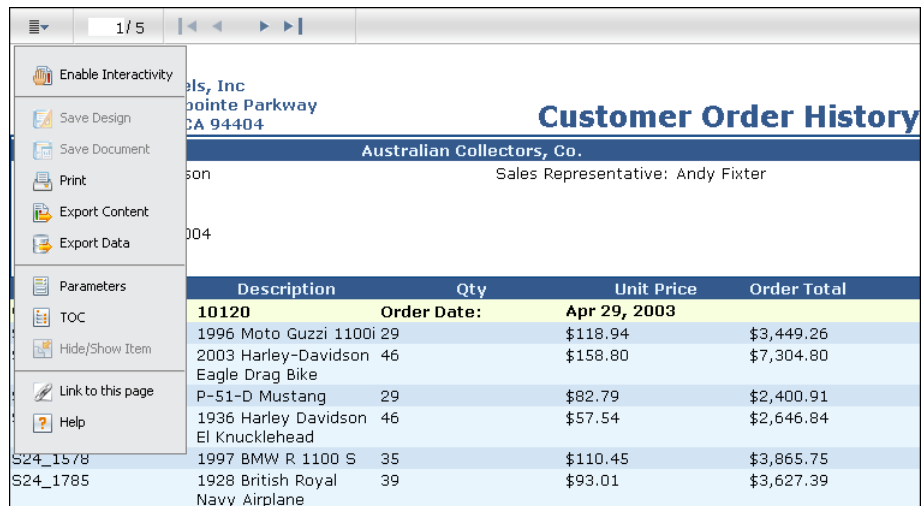 1/ 5
Enable Interactivity
Save Design
Save Document
Print
Export Content
Export Data
Parameters
TOC
Hide/Show Item
Link to this page
Help
els, Inc
pointe Parkway
CA 94404
Customer Order History
Australian Collectors, Co.
son
Sales Representative: Andy Fixter
004
Description Qty Unit Price Order Total
10120 Order Date: Apr 29, 2003
1996 Moto Guzzi 1100i 29 $118.94 $3,449.26
2003 Harley-Davidson 46 $158.80 $7,304.80
Eagle Drag Bike
P-51-D Mustang 29 $82.79 $2,400.91
1936 Harley Davidson 46 $57.54 $2,646.84
El Knucklehead
S24_1578 1997 BMW R 1100 S 35 $110.45 $3,865.75
S24_1785 1928 British Royal 39 $93.01 $3,627.39
Navy Airplane